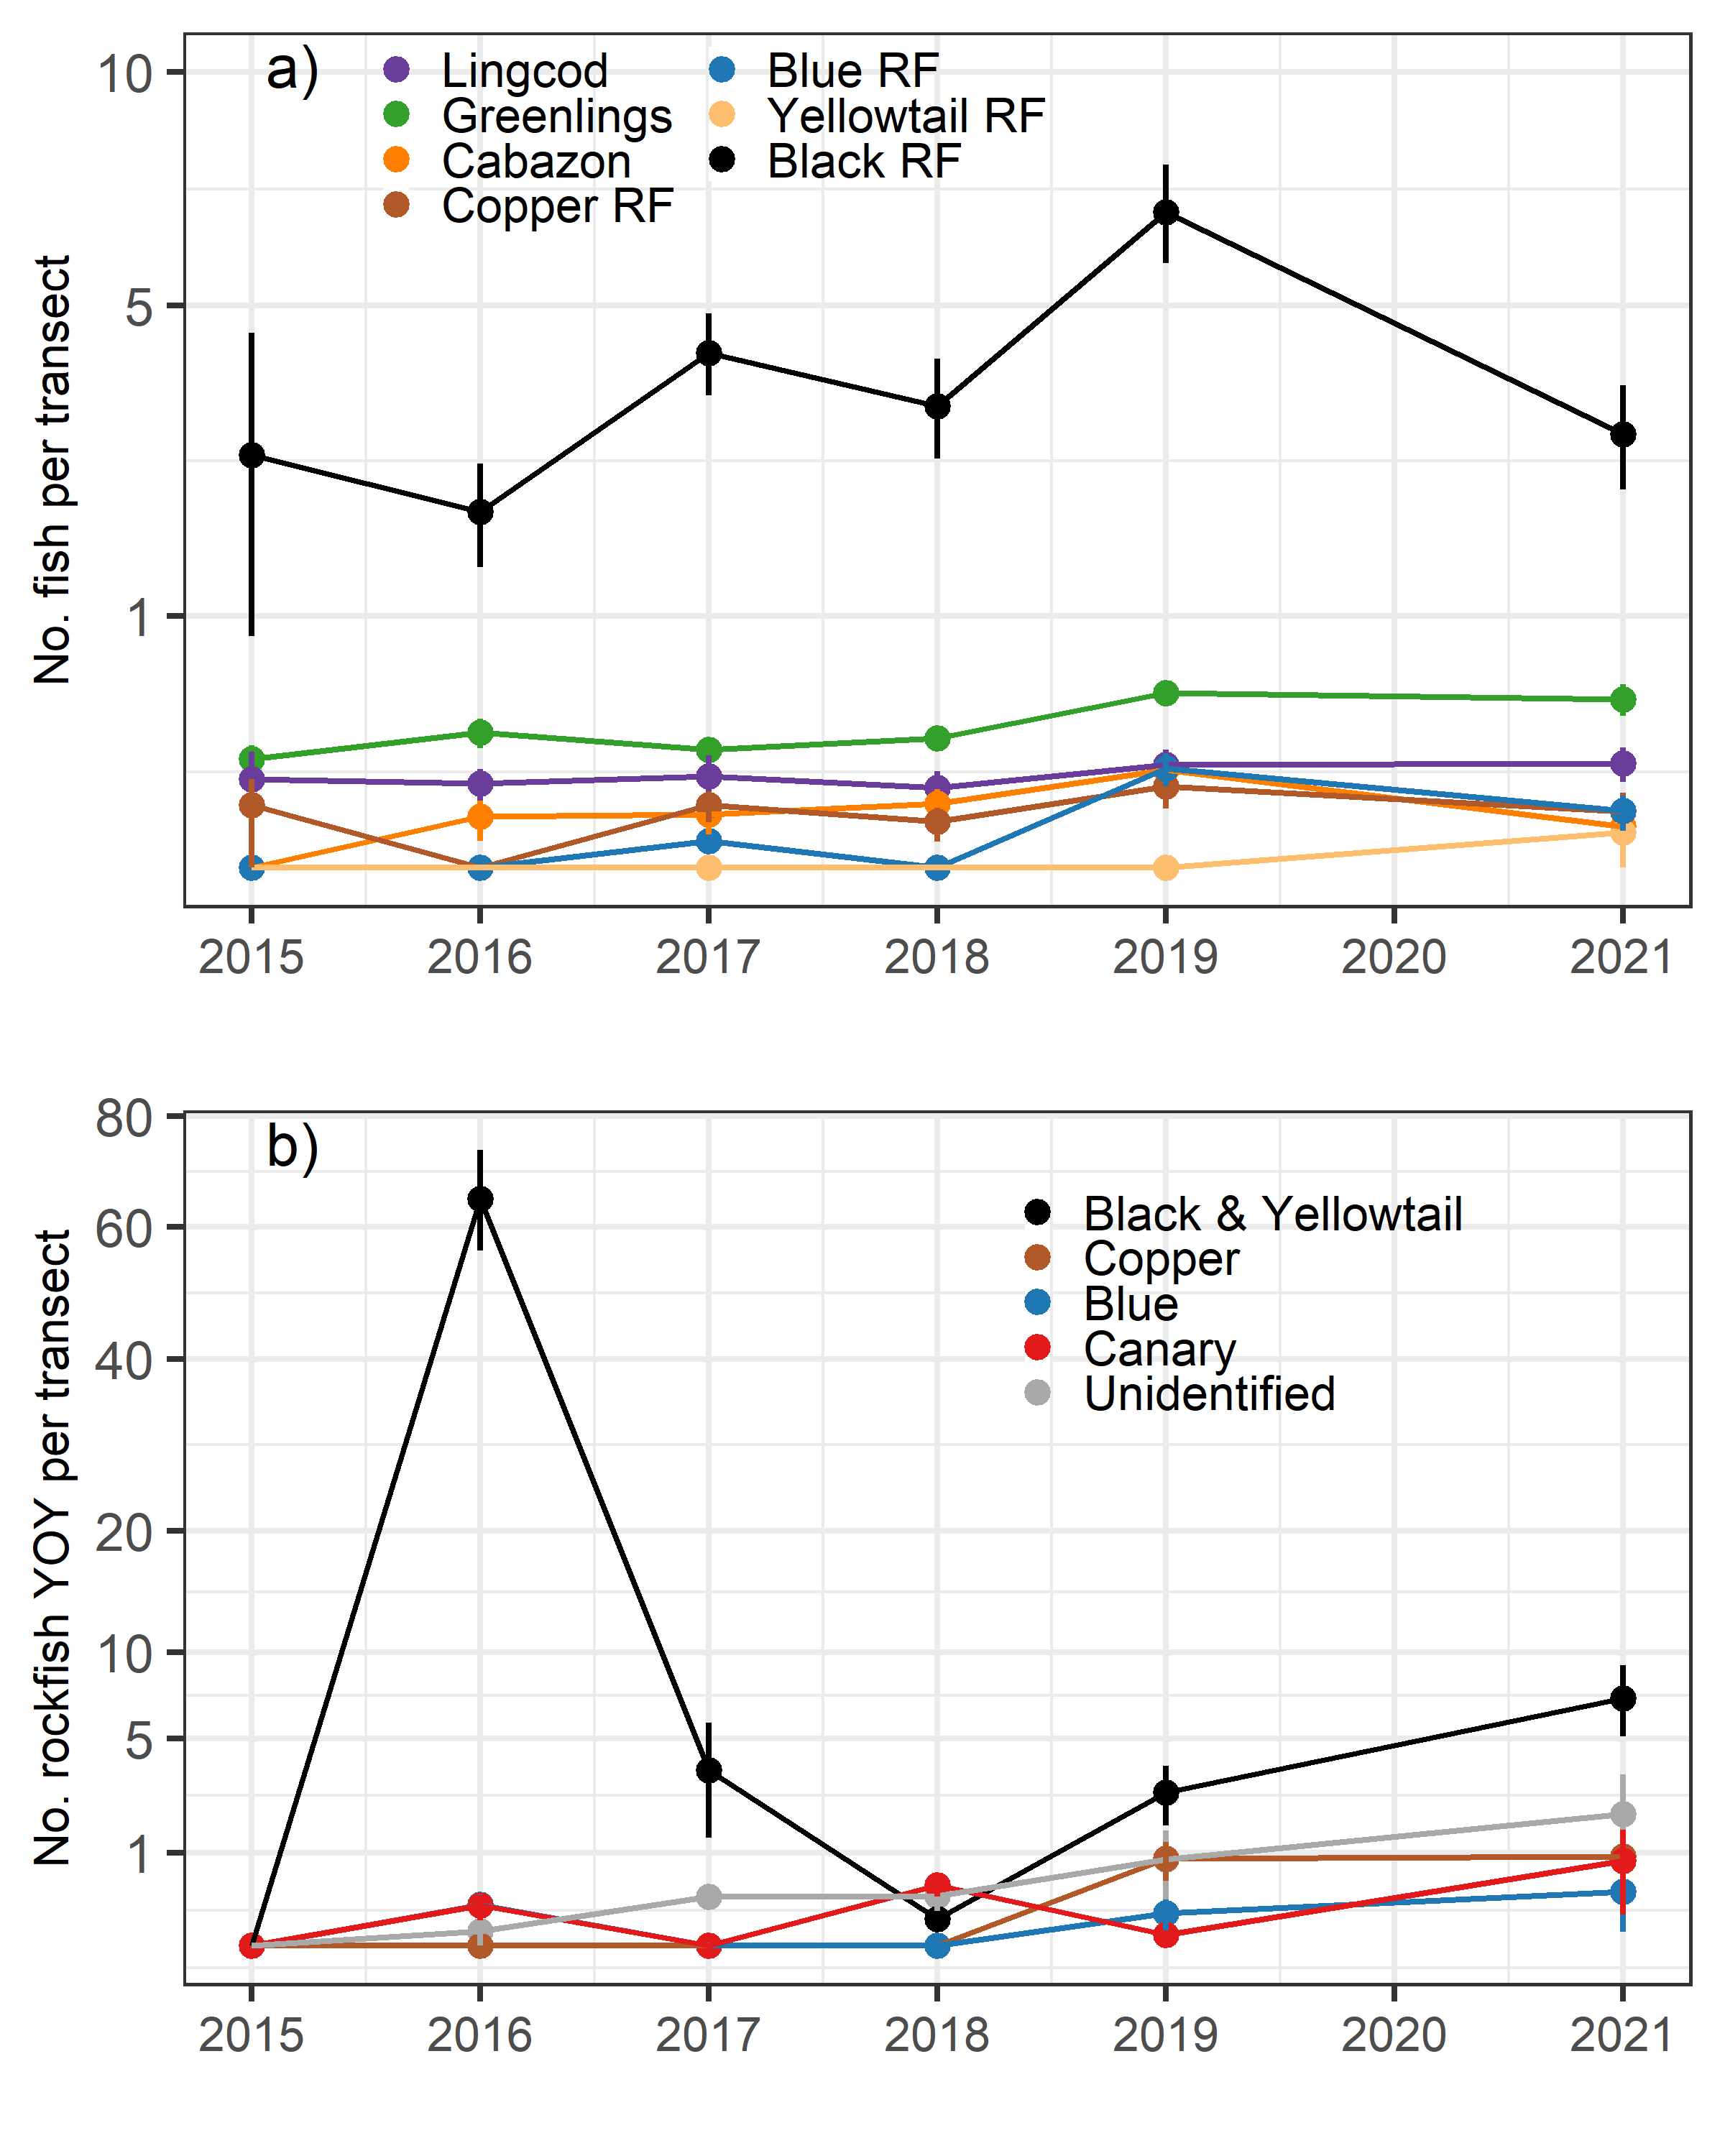 a)
Lingcod
Greenlings
Cabazon
Copper RF
Blue RF
Yellowtail RF
Black RF
No. fish per transect
10
5
1
2015 2016 2017 2018 2019 2020 2021
b)
Black & Yellowtail
Copper
Blue
Canary
Unidentified
No. rockfish YOY per transect
80
60
40
20
10
5
1
2015 2016 2017 2018 2019 2020 2021